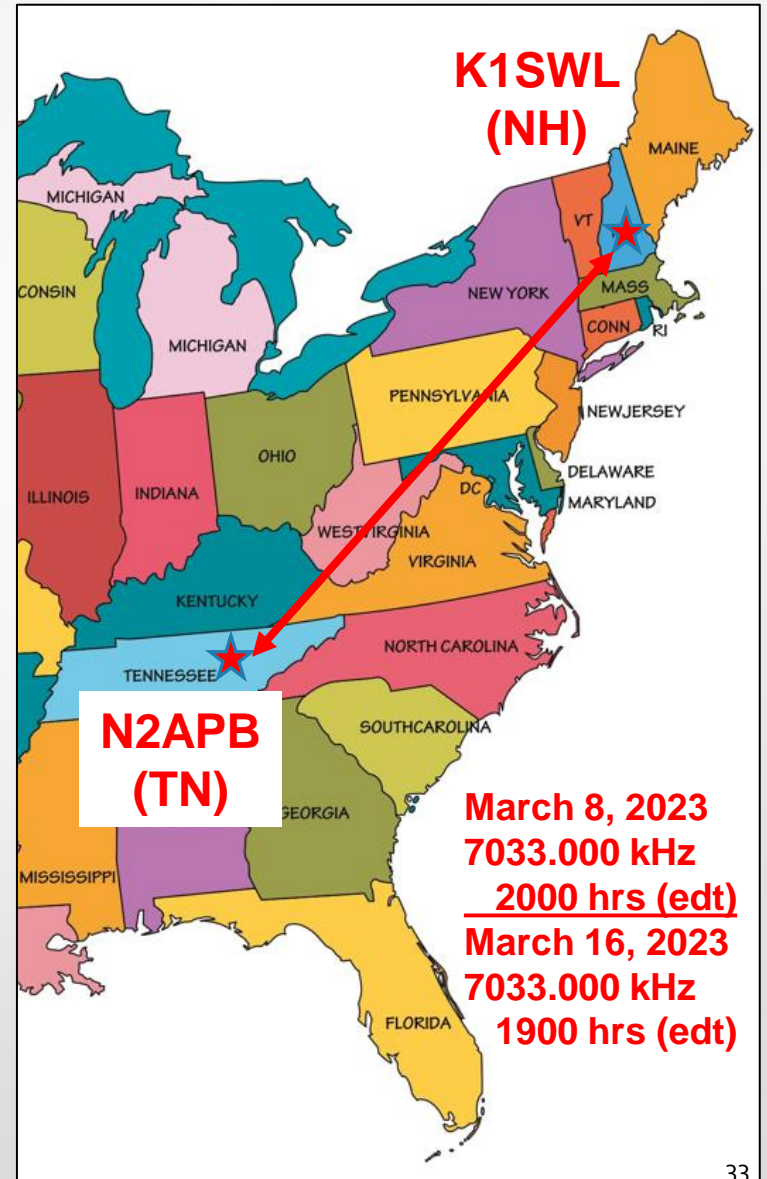 K1SWL
(NH)
MAINE
MICHIGAN
VT
CONSIN
NEW YORK
MASS
MICHIGAN
CONN
RI
PENNSYLVANIA
NEWJERSEY
OHIO
DELAWARE
ILLINOIS
INDIANA
DC
MARYLAND
WESTVIRGINIA
VIRGINIA
KENTUCKY
NORTH CAROLINA
TENNESSEE
N2APB
(TN)
SOUTHCAROLINA
GEORGIA
MISSISSIPPI
March 8, 2023
7033.000 kHz
2000 hrs (edt)
March 16, 2023
7033.000 kHz
1900 hrs (edt)
FLORIDA
33